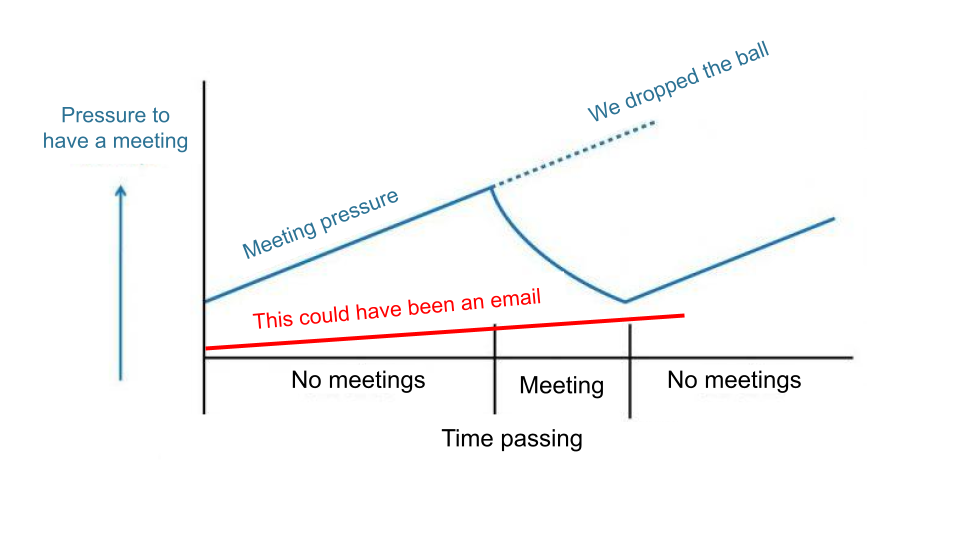 We dropped the ball
Pressure to
have a meeting
Meeting pressure
This could have been an email
No meetings
Meeting
No meetings
Time passing